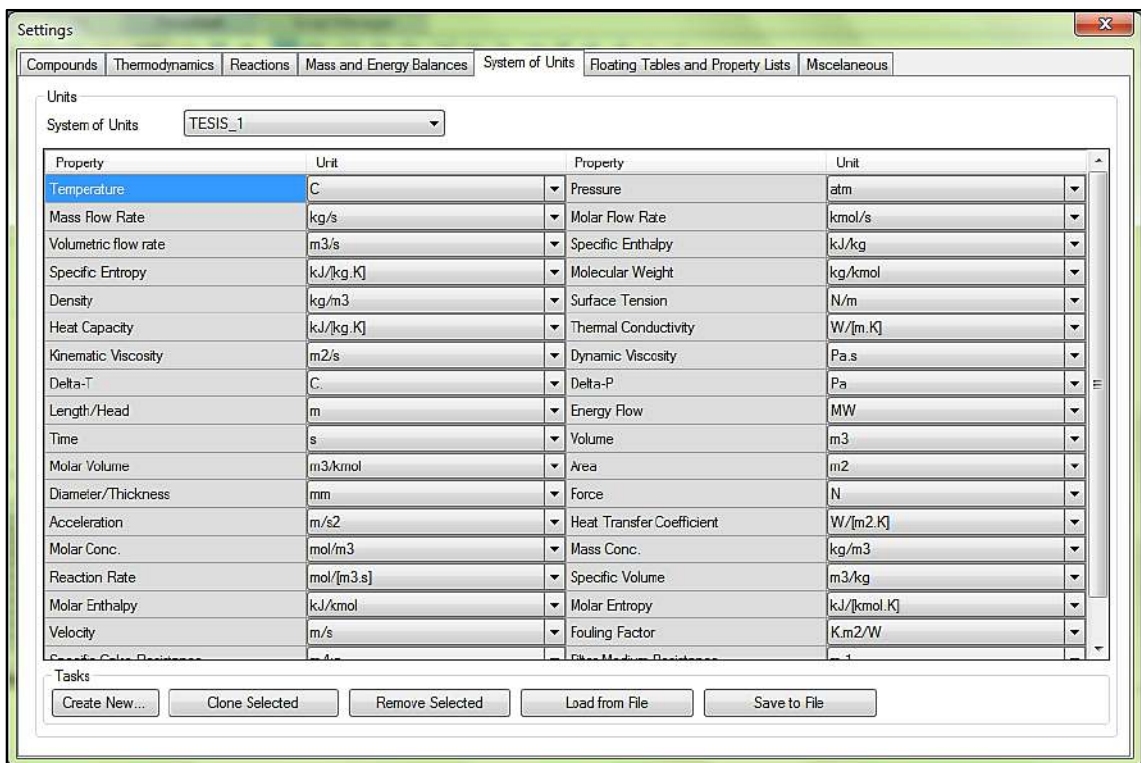 Settings
Compounds Thermodynamics Reactions Mass and Energy Balances System of Units Floating Tables and Property Lists Miscelaneous
Units
System of Units TESIS_1
Property Unit Property Unit
Temperature C Pressure atm
Mass Flow Rate kg/s Molar Flow Rate kmol/s
Volumetric flow rate m3/s Specific Enthalpy kJ/kg
Specific Entropy kJ/[kg.K] Molecular Weight kg/kmol
Density kg/m3 Surface Tension N/m
Heat Capacity kJ/[kg.K] Thermal Conductivity W/[m.K]
Kinematic Viscosity m2/s Dynamic Viscosity Pa.s
Delta-T C. Delta-P Pa
Length/Head m Energy Flow MW
Time s Volume m3
Molar Volume m3/kmol Area m2
Diameter/Thickness mm Force N
Acceleration m/s2 Heat Transfer Coefficient W/[m2.K]
Molar Conc. mol/m3 Mass Conc. kg/m3
Reaction Rate mol/[m3.s] Specific Volume m3/kg
Molar Enthalpy kJ/kmol Molar Entropy kJ/[kmol.K]
Velocity m/s Fouling Factor K.m2/W
Tasks
Create New... Clone Selected Remove Selected Load from File Save to File